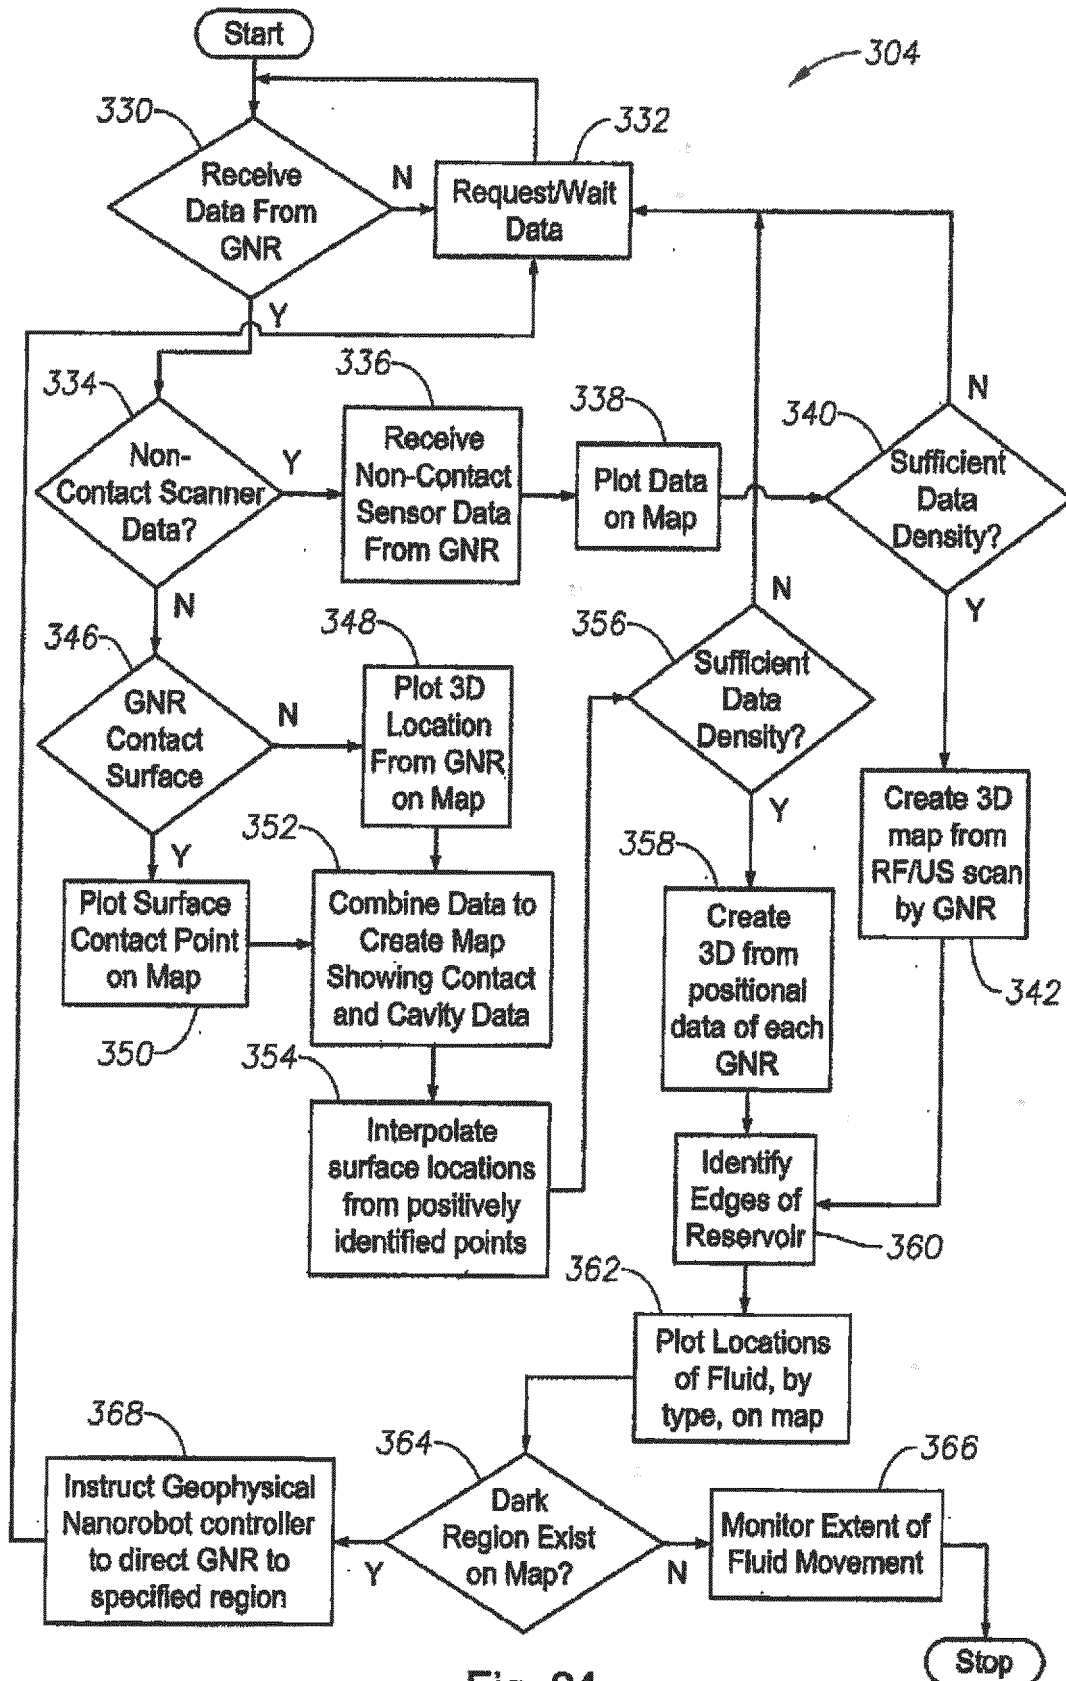 Start
304
330
332
Receive
Data From
GNR
N
Request/Wait
Data
Y
334
336
338
340
N
Non-
Contact Scanner
Data?
Y
Receive
Non-Contact
Sensor Data
From GNR
Plot Data
on Map
Sufficient
Data
Density?
N
N
Y
346
348
356
GNR
Contact
Surface
N
Plot 3D
Location
From GNR
on Map
Sufficient
Data
Density?
Y
Y
352
358
Create 3D
map from
RF/US scan
by GNR
342
Plot Surface
Contact Point
on Map
350
Combine Data to
Create Map
Showing Contact
and Cavity Data
Create
3D from
positional
data of each
GNR
354
Interpolate
surface locations
from positively
identified points
Identify
Edges of
Reservoir
360
362
Plot Locations
of Fluid, by
type, on map
368
364
366
Instruct Geophysical
Nanorobot controller
to direct GNR to
specified region
Y
Dark
Region Exist
on Map?
N
Monitor Extent of
Fluid Movement
Stop